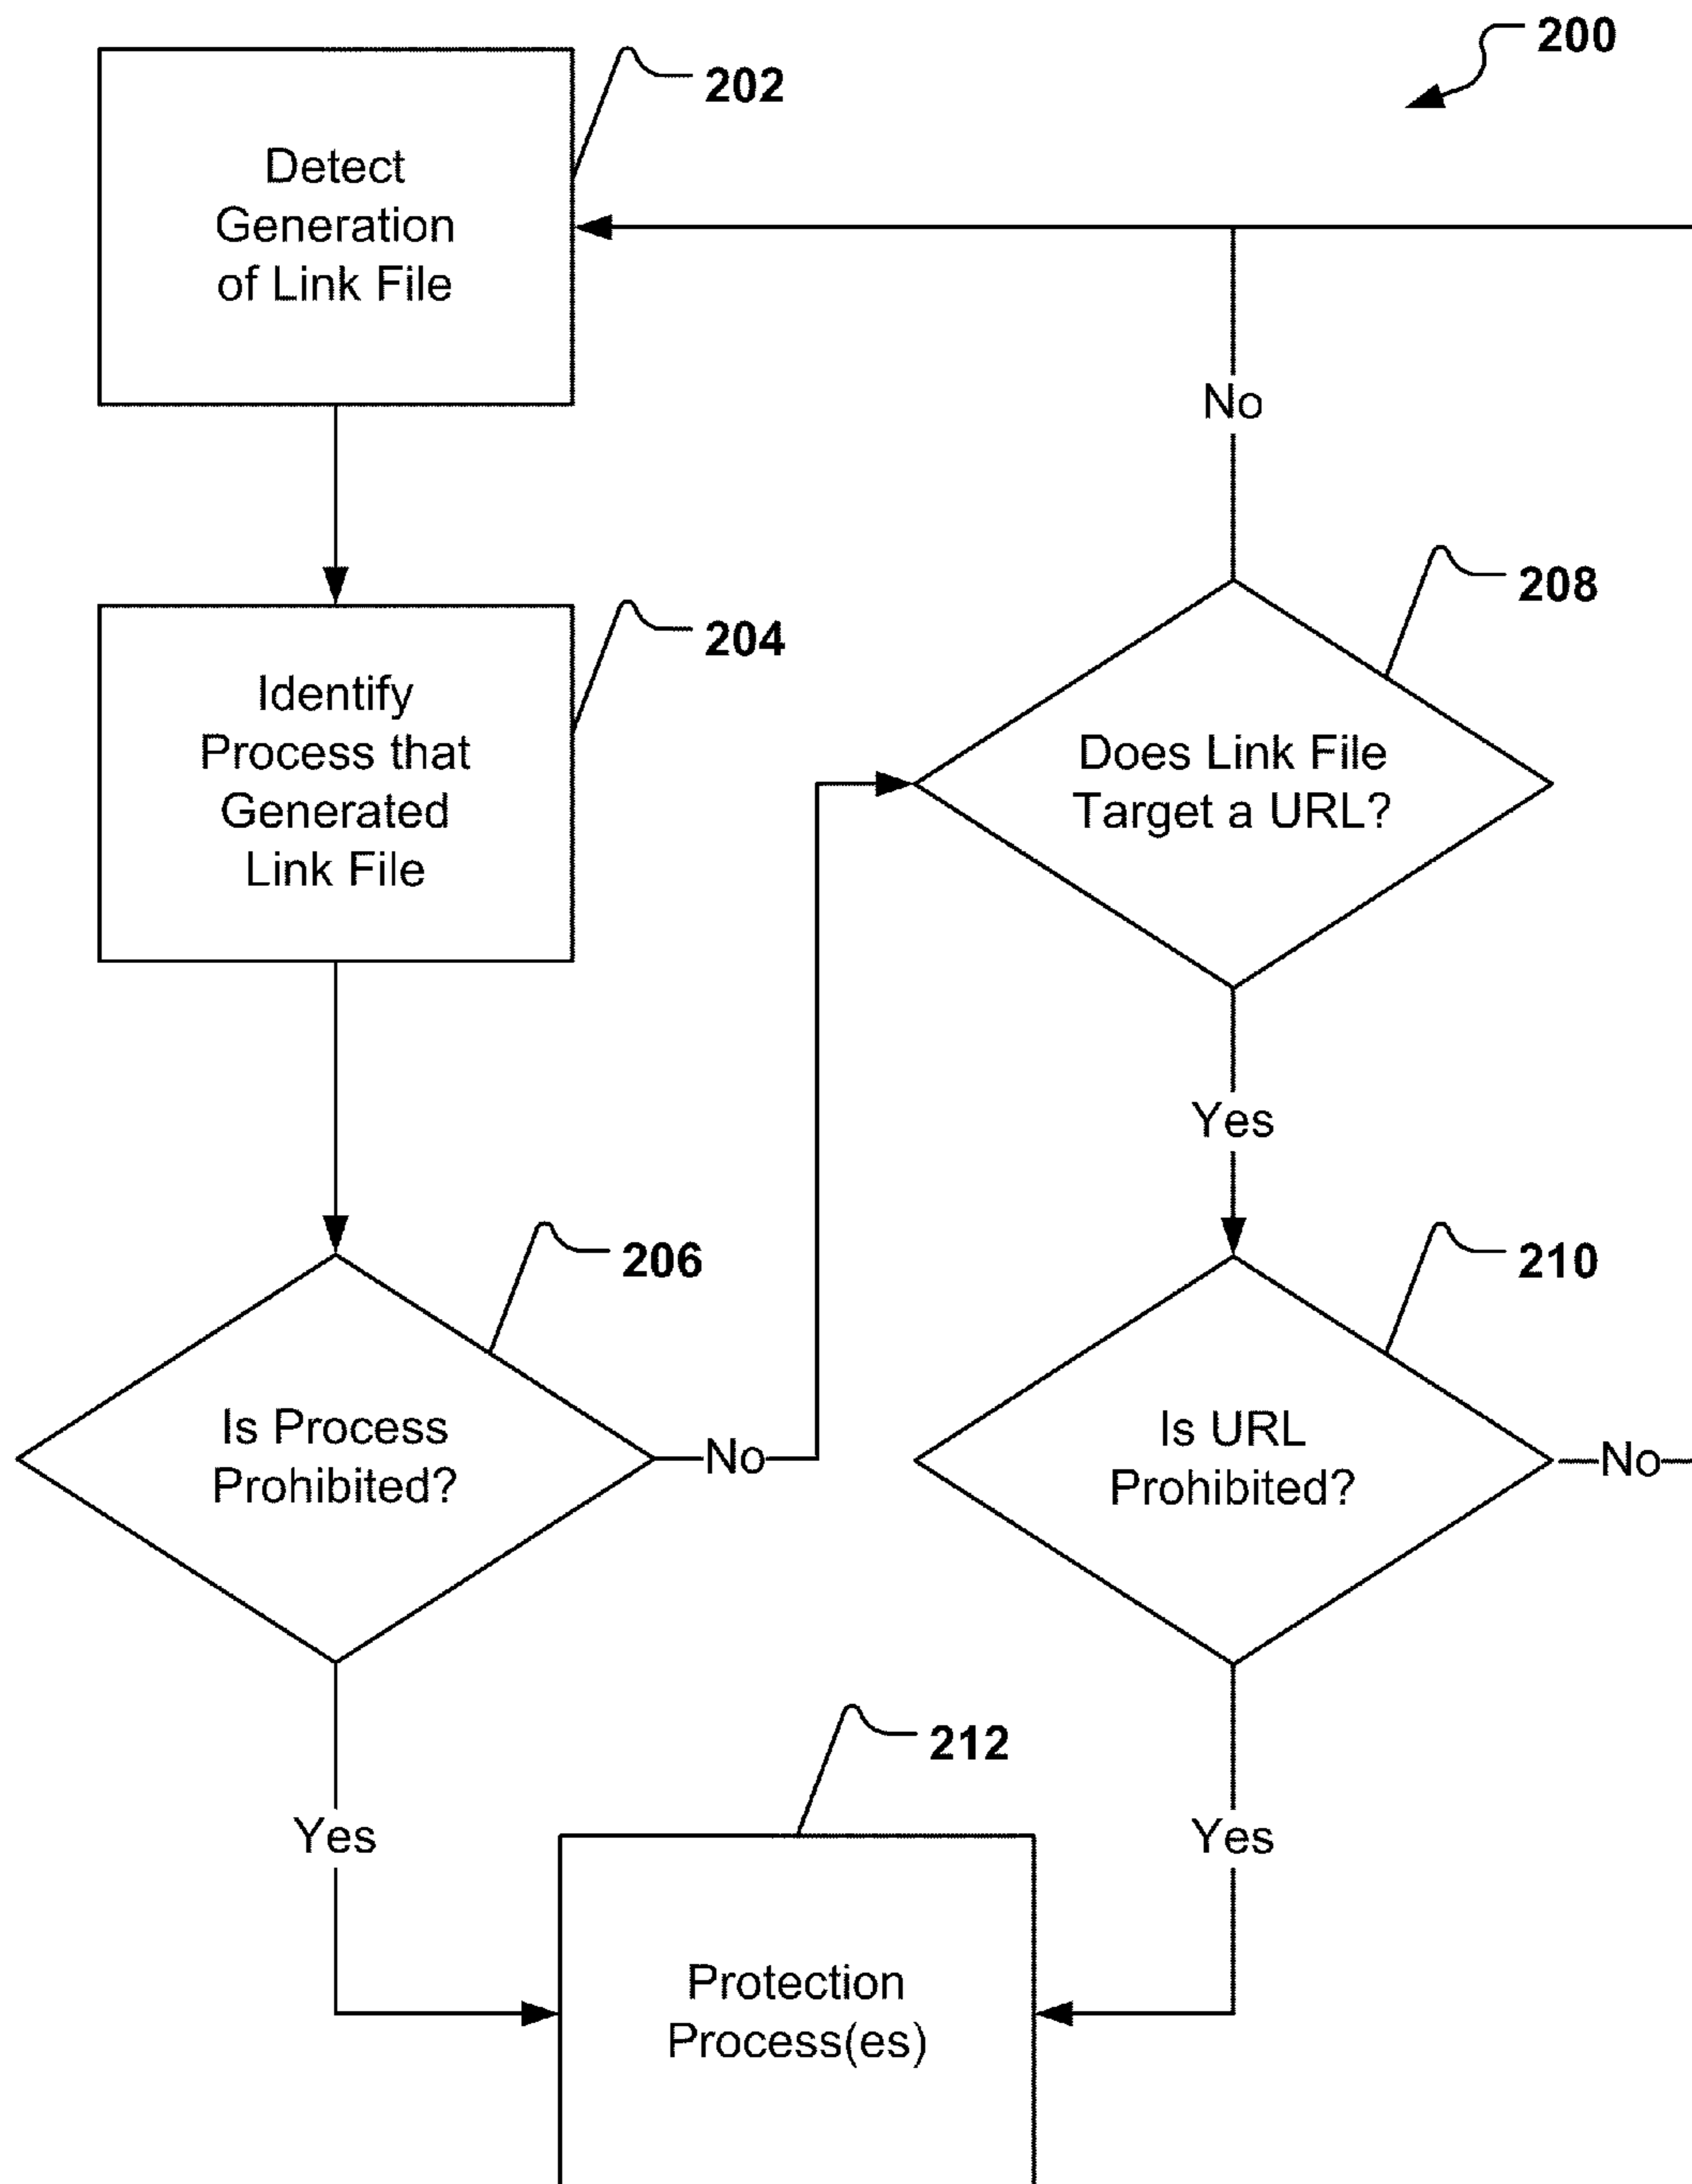 200
202
Detect
Generation
of Link File
No
208
204
Identify
Process that
Generated
Link File
Does Link File
Target a URL?
Yes
206
210
Is Process
Prohibited?
No
Is URL
Prohibited?
No
212
Yes
Yes
Protection
Process(es)